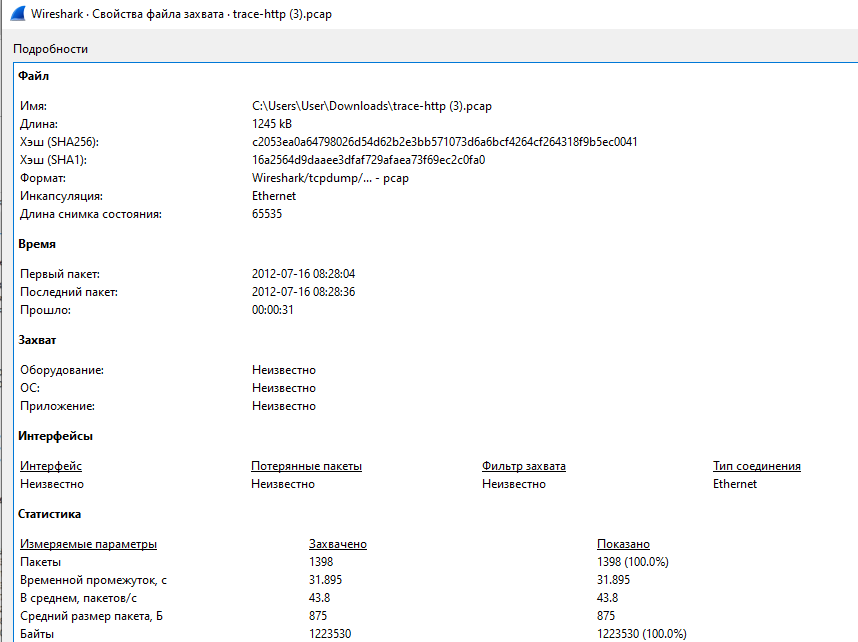 Wireshark · Свойства файла захвата · trace-http (3).pcap
Подробности
Файл
Имя: C:\Users\User\Downloads\trace-http (3).pcap
Длина: 1245 kB
Хэш (SHA256): c2053ea0a64798026d54d62b2e3bb571073d6a6bcf4264cf264318f9b5ec0041
Хэш (SHA1): 16a2564d9daaee3dfaf729afaea73f69ec2c0fa0
Формат: Wireshark/tcpdump/... - pcap
Инкапсуляция: Ethernet
Длина снимка состояния: 65535
Время
Первый пакет: 2012-07-16 08:28:04
Последний пакет: 2012-07-16 08:28:36
Прошло: 00:00:31
Захват
Оборудование: Неизвестно
ОС: Неизвестно
Приложение: Неизвестно
Интерфейсы
Интерфейс Потерянные пакеты Фильтр захвата Тип соединения
Неизвестно Неизвестно Неизвестно Ethernet
Статистика
Измеряемые параметры Захвачено Показано
Пакеты 1398 1398 (100.0%)
Временной промежуток, с 31.895 31.895
В среднем, пакетов/с 43.8 43.8
Средний размер пакета, Б 875 875
Байты 1223530 1223530 (100.0%)